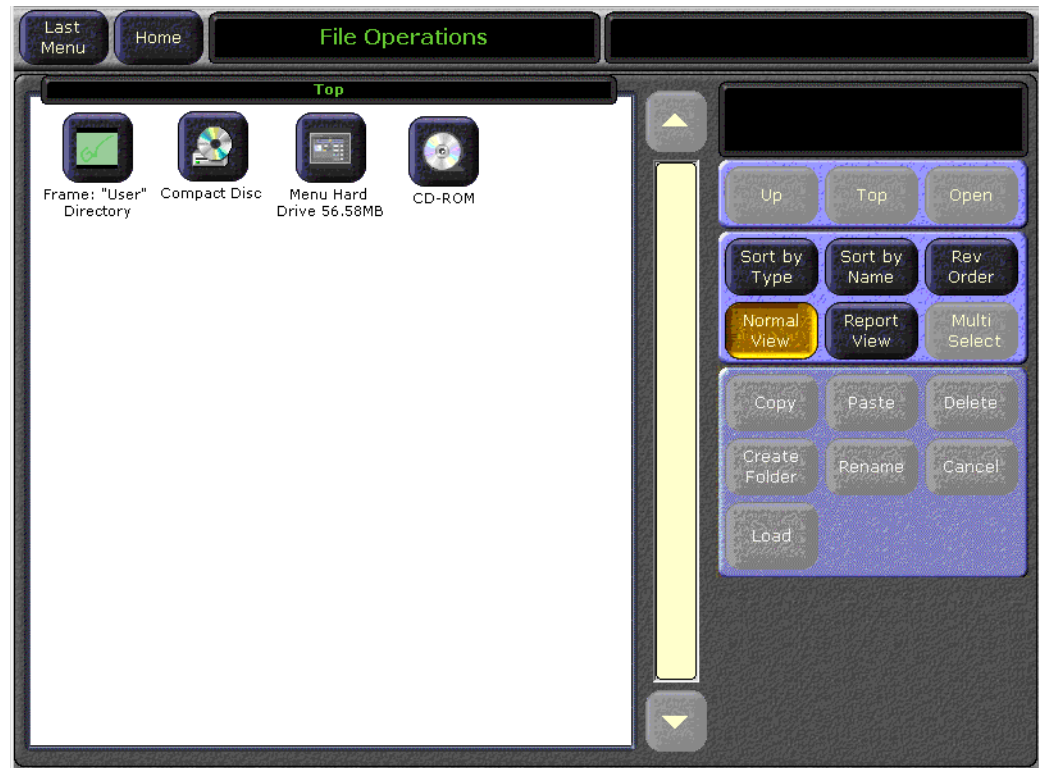 Last
Menu
Home
File Operations
Top
Frame: "User"
Directory
Compact Disc
Menu Hard
Drive 56.58MB
CD-ROM
Up
Top
Open
Sort by
Type
Sort by
Name
Rev
Order
Normal
View
Report
View
Multi
Select
Copy
Paste
Delete
Create
Folder
Rename
Cancel
Load